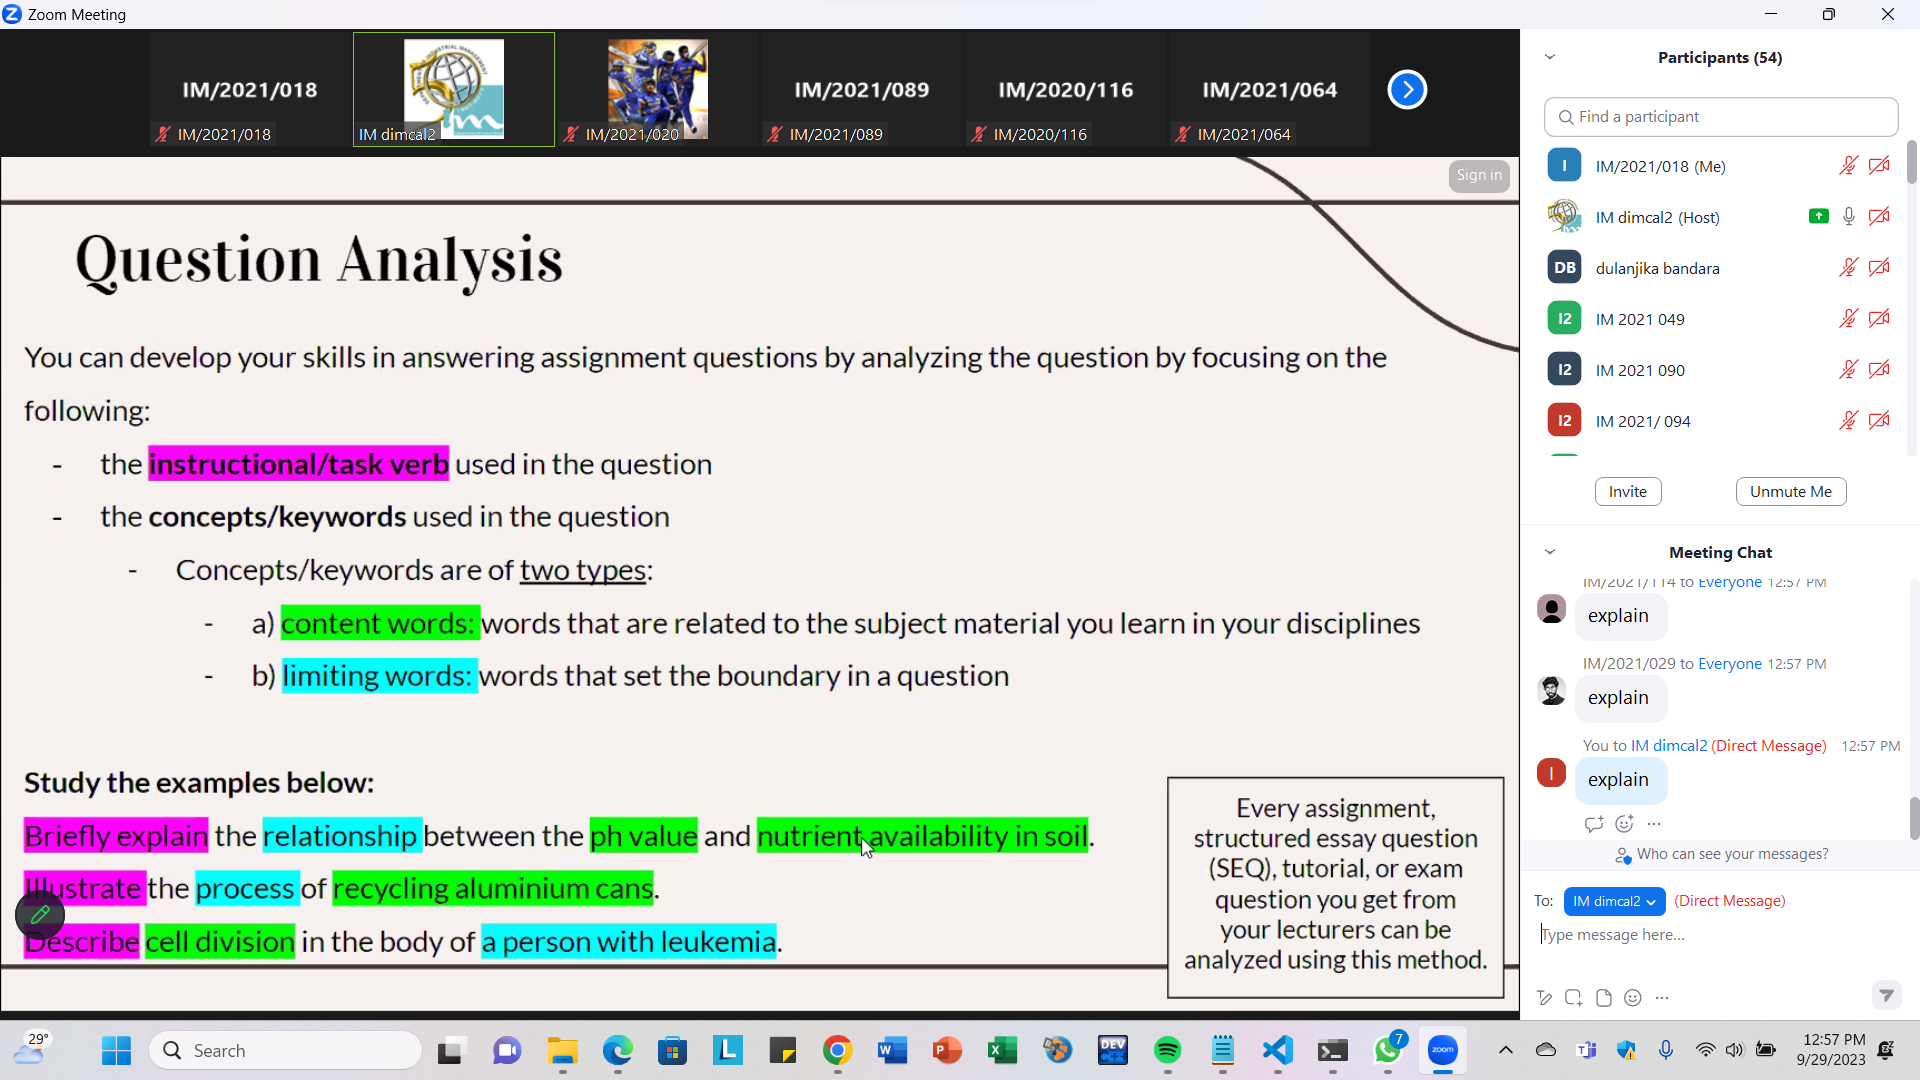 Zoom Meeting
IM/2021/018
IM/2021/018
IM dimcal2
IM/2021/020
IM/2021/089
IM/2021/089
IM/2020/116
IM/2020/116
IM/2021/064
IM/2021/064
Sign in
Question Analysis
You can develop your skills in answering assignment questions by analyzing the question by focusing on the
following:
- the instructional/task verb used in the question
- the concepts/keywords used in the question
- Concepts/keywords are of two types:
- a) content words: words that are related to the subject material you learn in your disciplines
- b) limiting words: words that set the boundary in a question
Study the examples below:
Briefly explain the relationship between the ph value and nutrient availability in soil.
Illustrate the process of recycling aluminium cans.
Describe cell division in the body of a person with leukemia.
Every assignment,
structured essay question
(SEQ), tutorial, or exam
question you get from
your lecturers can be
analyzed using this method.
Participants (54)
Find a participant
I IM/2021/018 (Me)
IM dimcal2 (Host)
DB dulanjika bandara
I2 IM 2021 049
I2 IM 2021 090
I2 IM 2021/ 094
Invite
Unmute Me
Meeting Chat
IM/2021/114 to Everyone 12:57 PM
explain
IM/2021/029 to Everyone 12:57 PM
explain
You to IM dimcal2 (Direct Message) 12:57 PM
I explain
Who can see your messages?
To: IM dimcal2 (Direct Message)
Type message here...
29°
Search
L
DEV
zoom
7
12:57 PM
9/29/2023